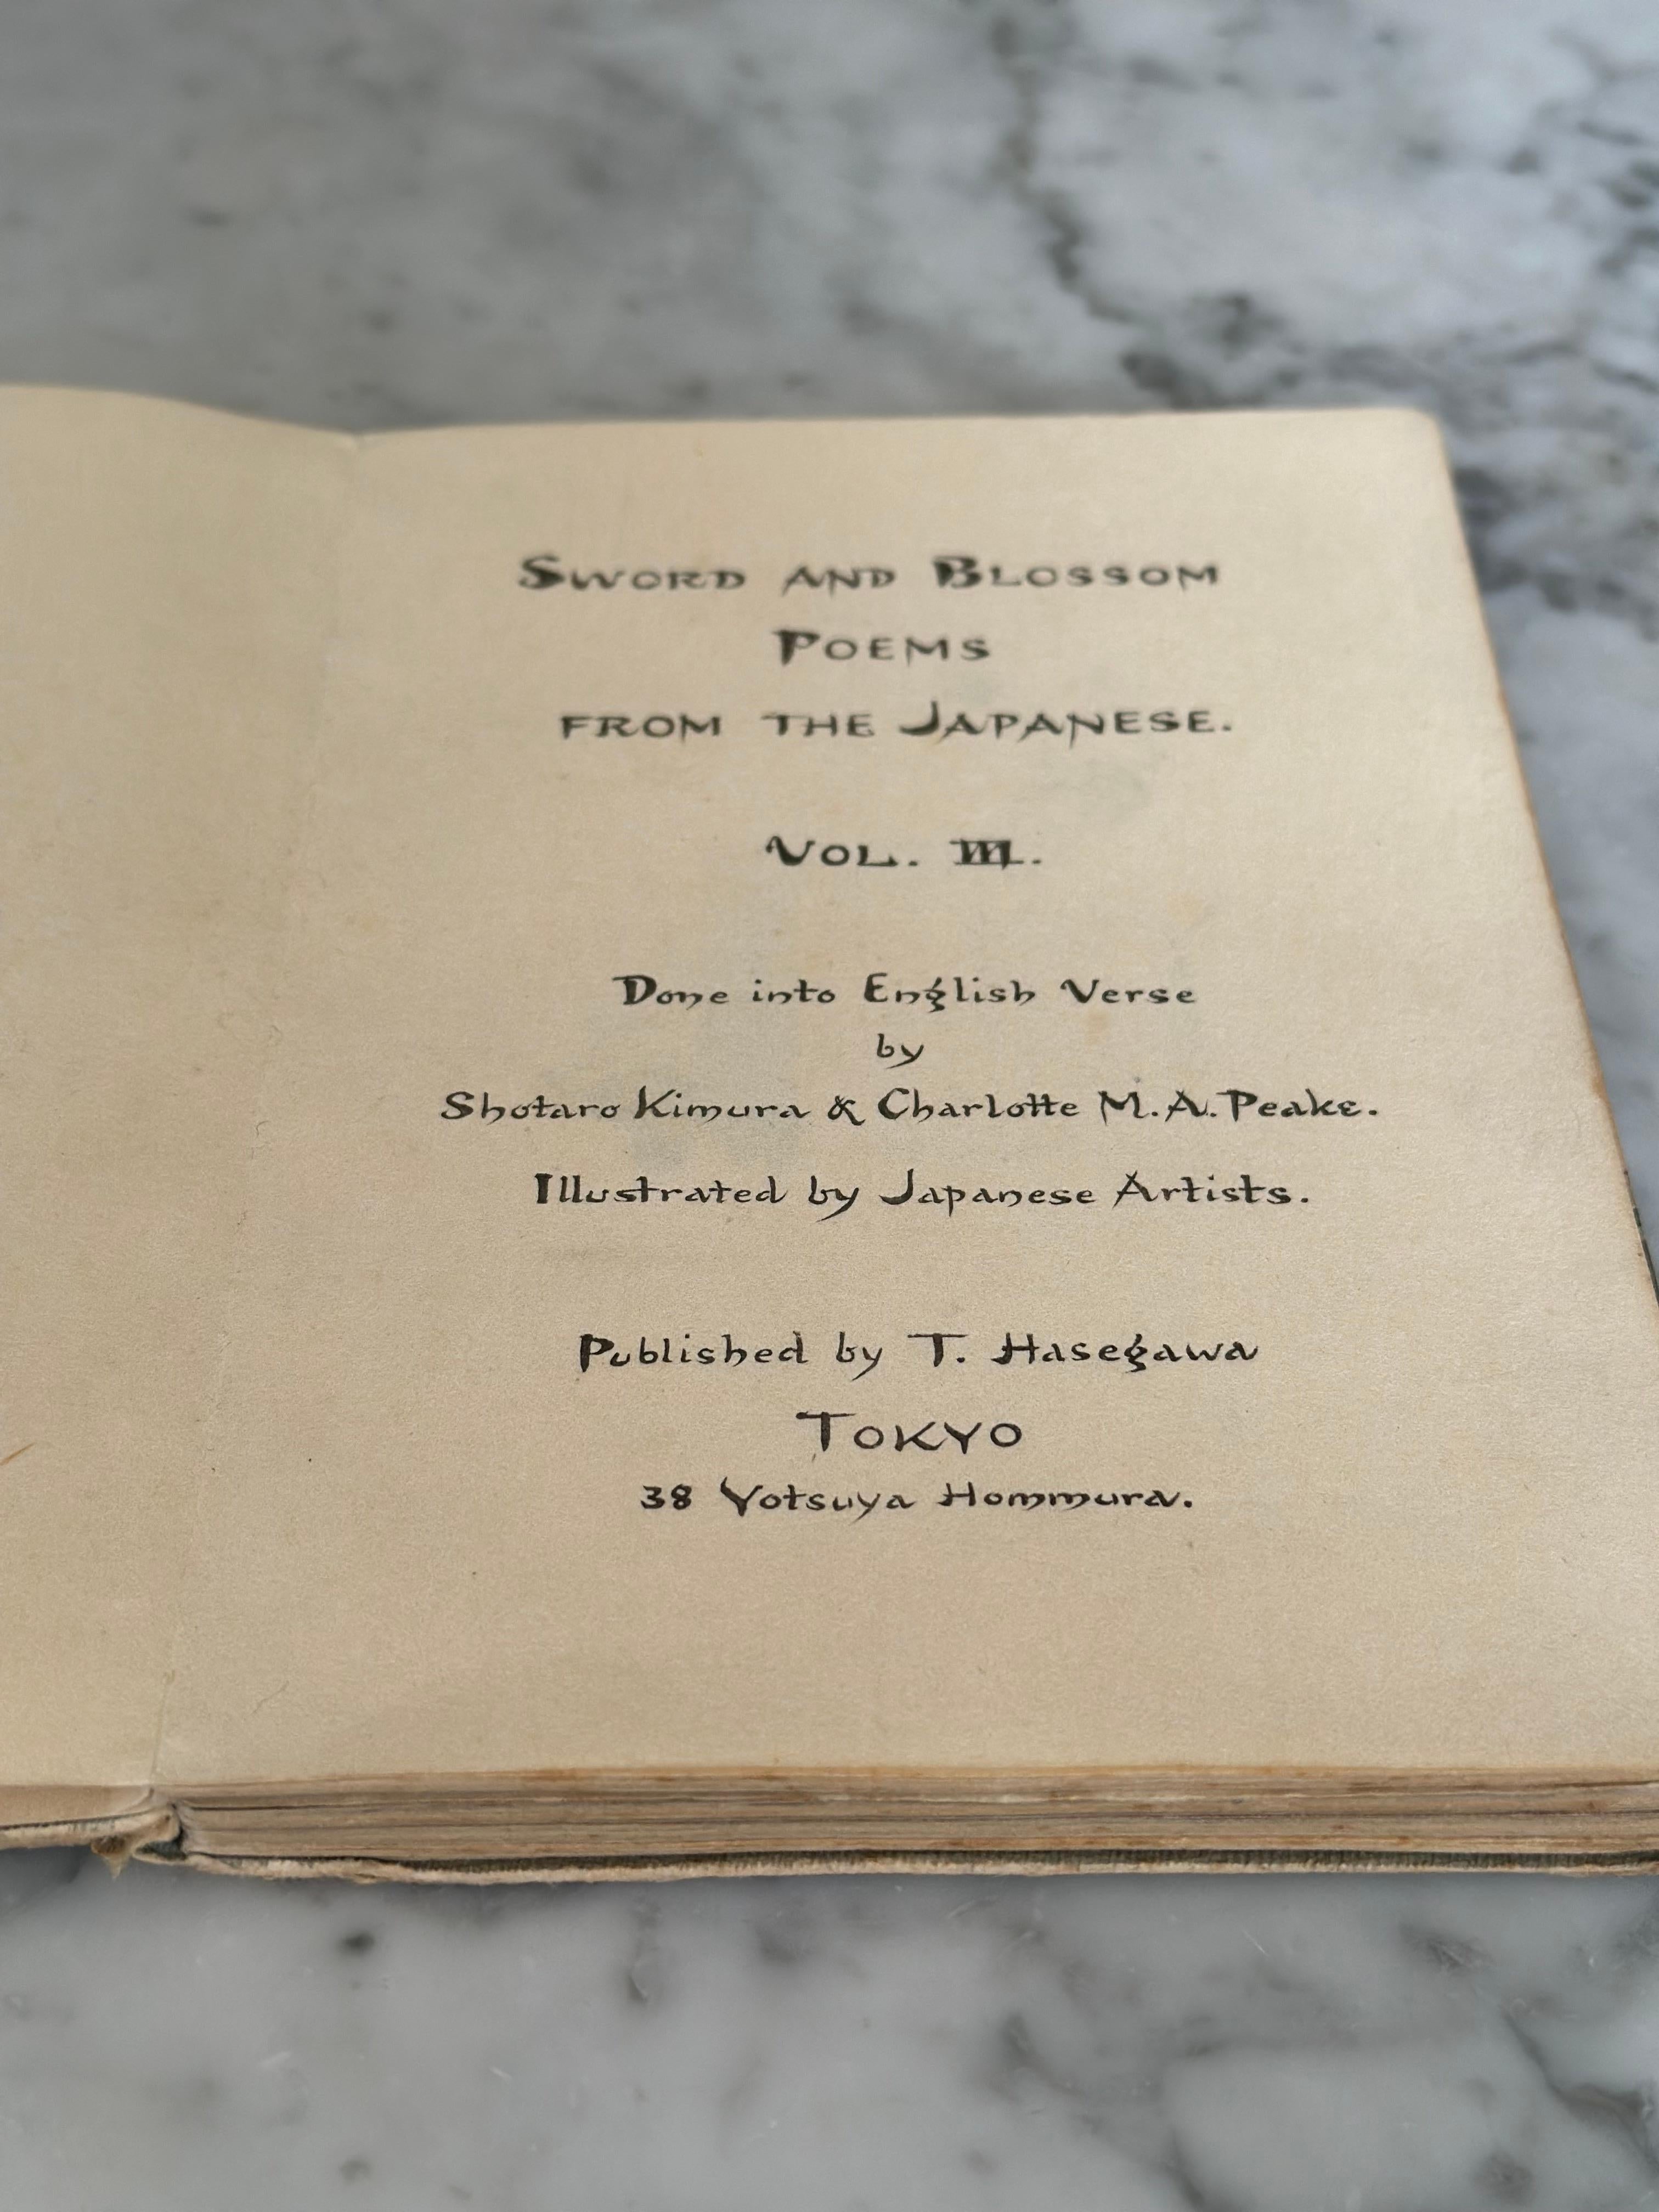 Sword and Blossom
Poems
from the Japanese.
Vol. III.
Done into English Verse
by
Shotaro Kimura & Charlotte M.A. Peake.
Illustrated by Japanese Artists.
Published by T. Hasegawa
TOKYO
38 Yotsuya Hommura.